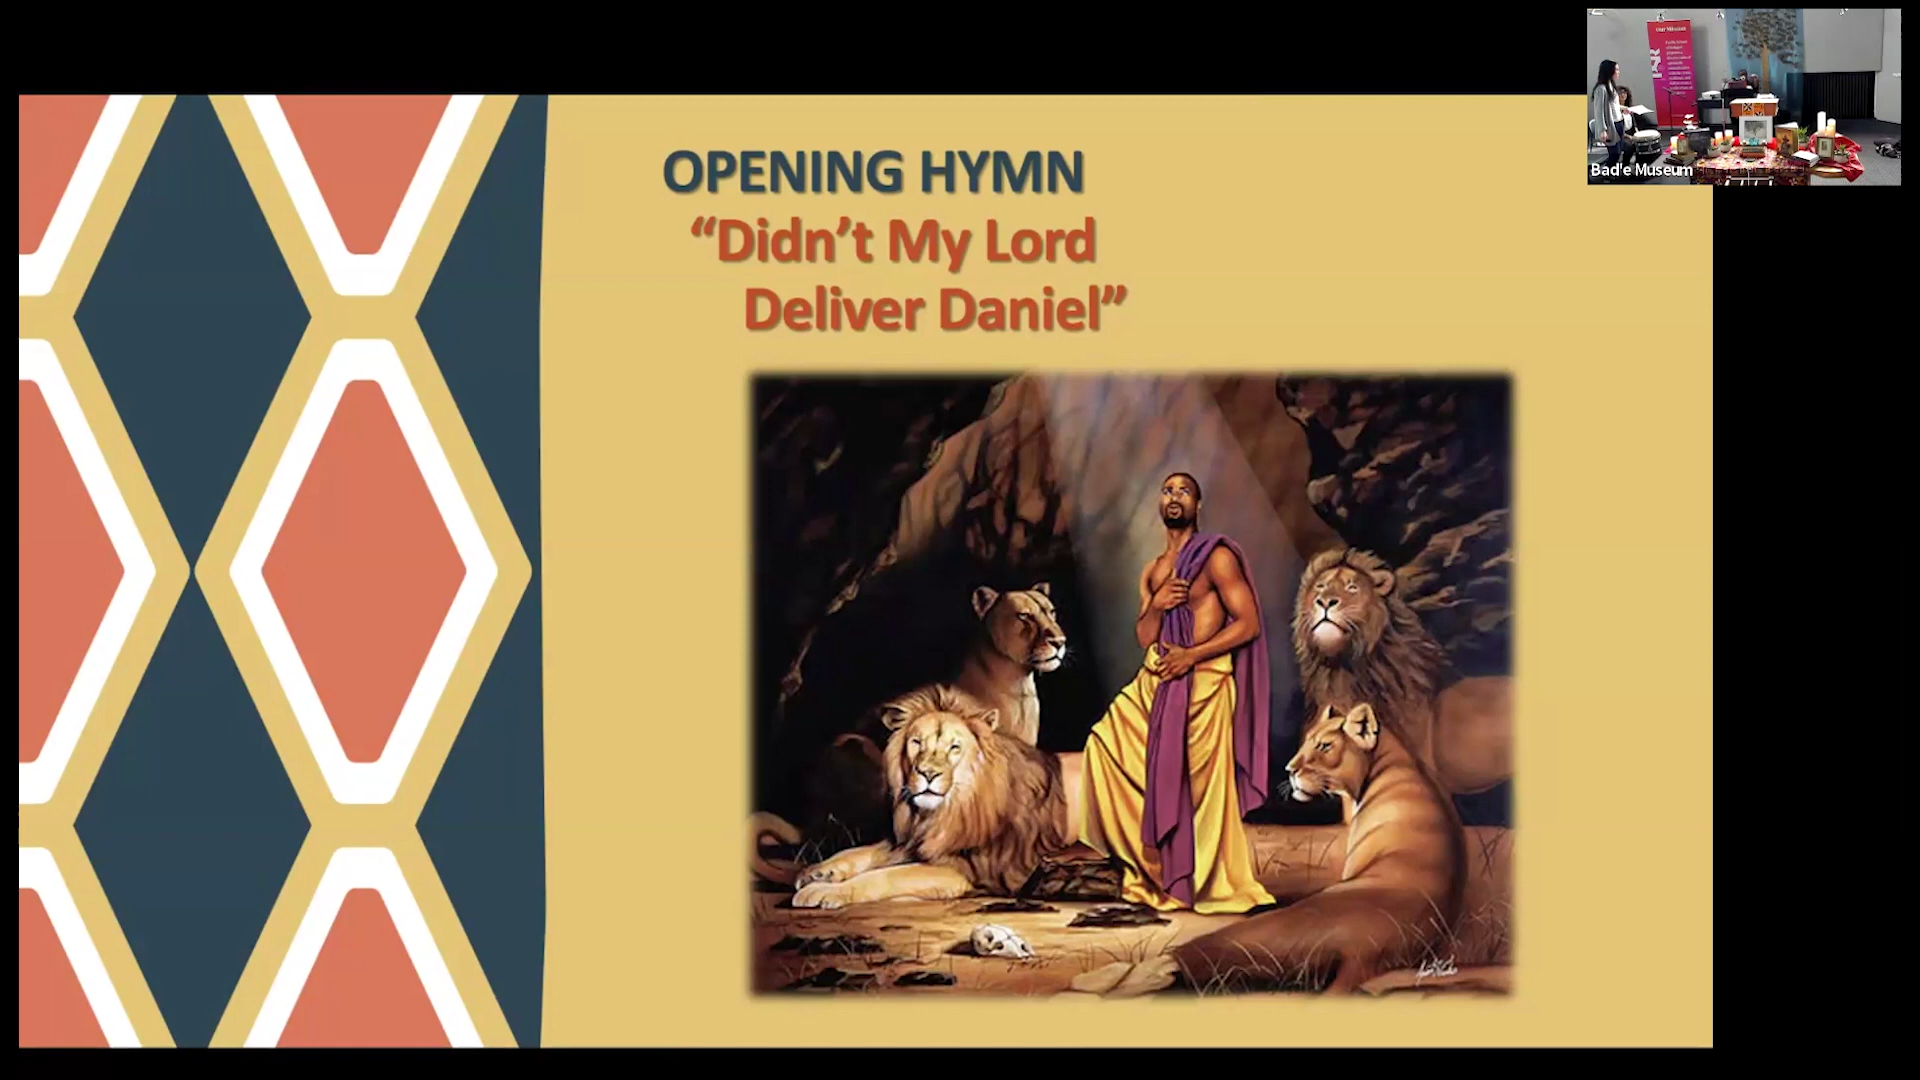 OPENING HYMN
“Didn’t My Lord
Deliver Daniel”
Bad'e Museum